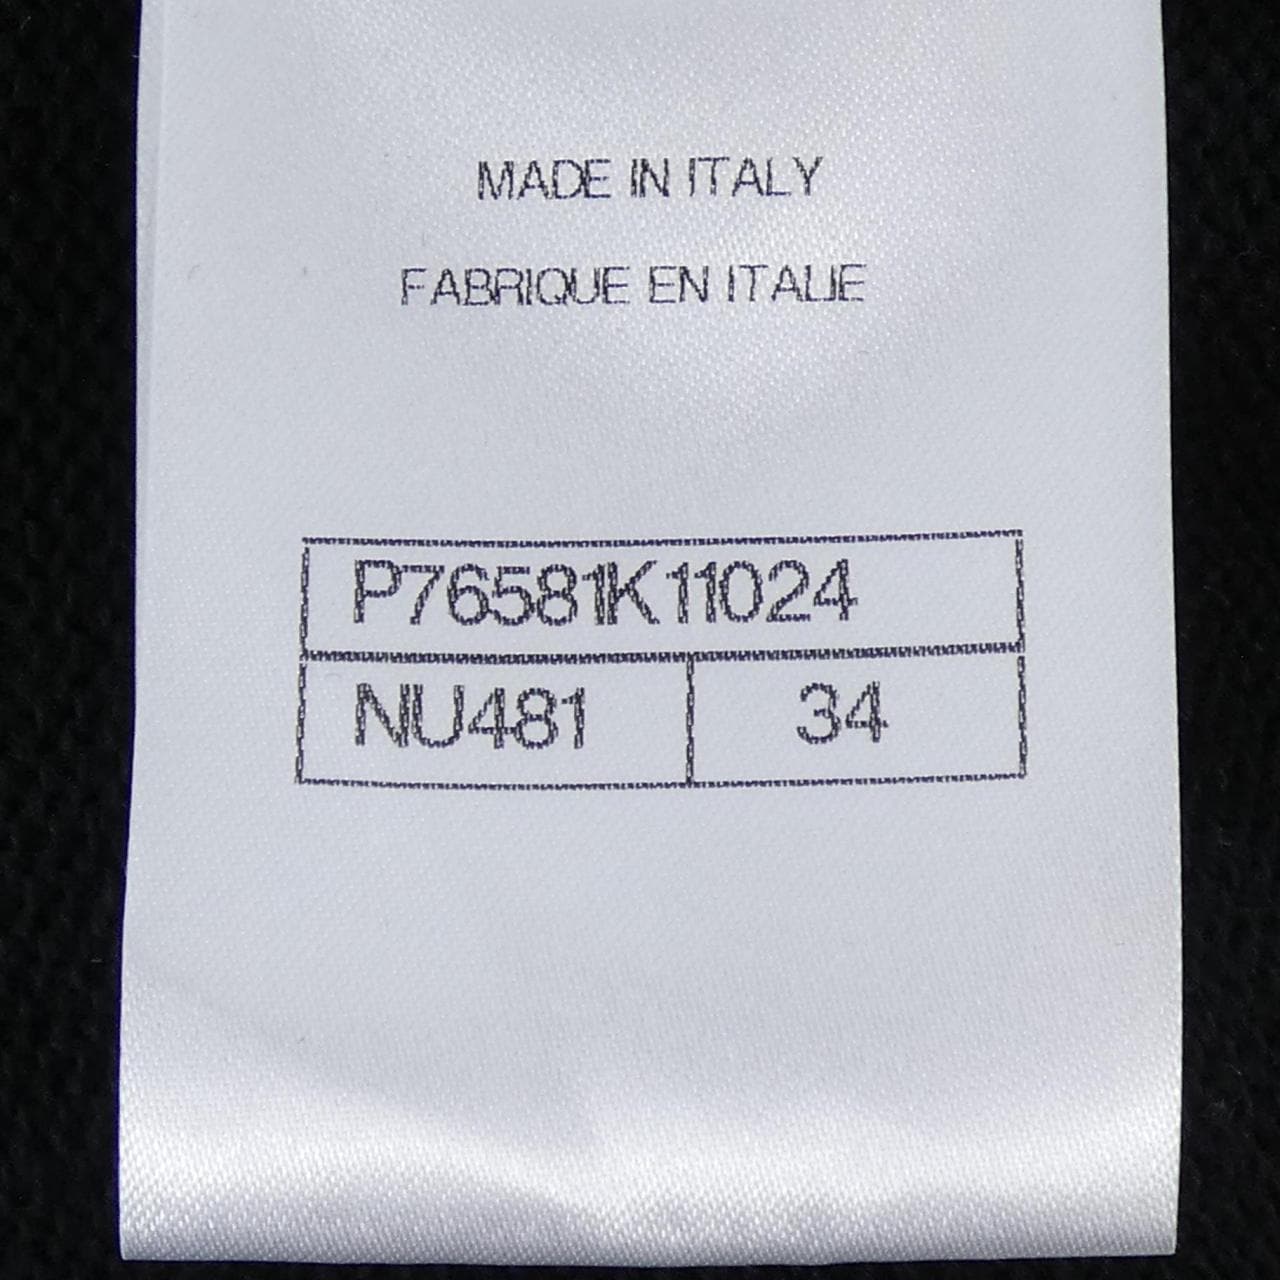 MADE IN ITALY
FABRIQUE EN ITALIE
P76581K11024
NU481 34